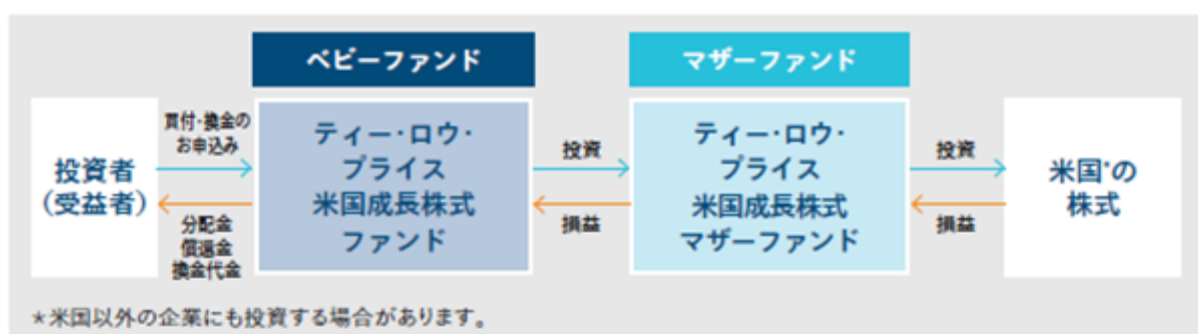 ベビーファンド
マザーファンド
投資者
(受益者)
買付・換金の
お申込み
分配金
償還金
換金代金
ティー・ロウ・
プライス
米国成長株式
ファンド
投資
損益
ティー・ロウ・
プライス
米国成長株式
マザーファンド
投資
損益
米国*の
株式
*米国以外の企業にも投資する場合があります。